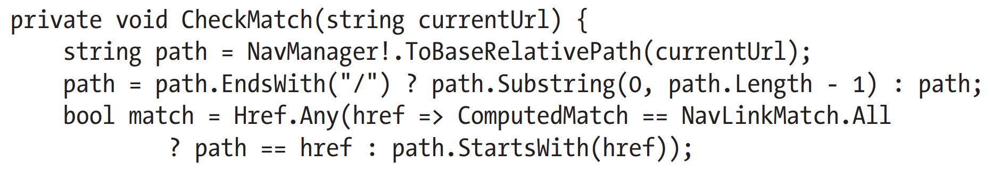 private void CheckMatch(string currentUrl) {
    string path = NavManager!.ToBaseRelativePath(currentUrl);
    path = path.EndsWith("/") ? path.Substring(0, path.Length - 1) : path;
    bool match = Href.Any(href => ComputedMatch == NavLinkMatch.All
            ? path == href : path.StartsWith(href));